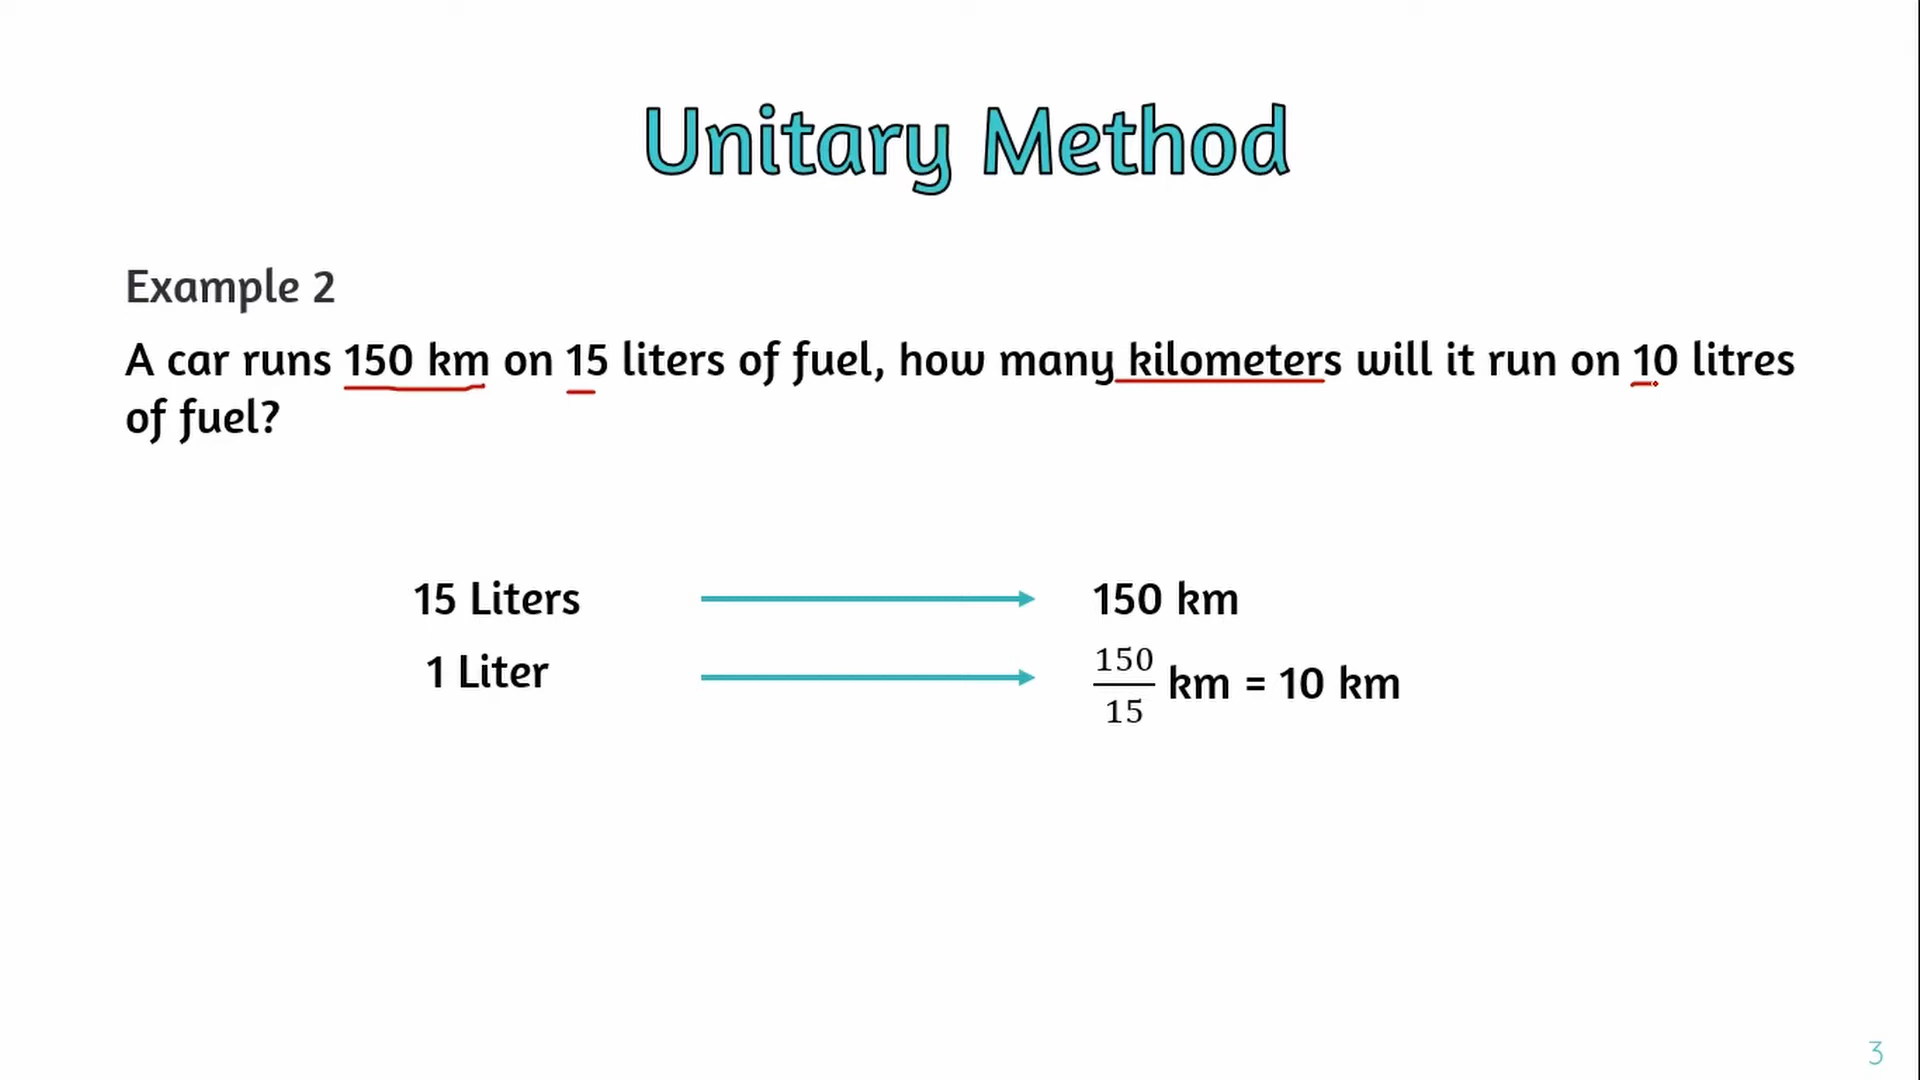 Unitary Method
Example 2
A car runs 150 km on 15 liters of fuel, how many kilometers will it run on 10 litres
of fuel?
15 Liters 150 km
1 Liter 150/15 km = 10 km
3